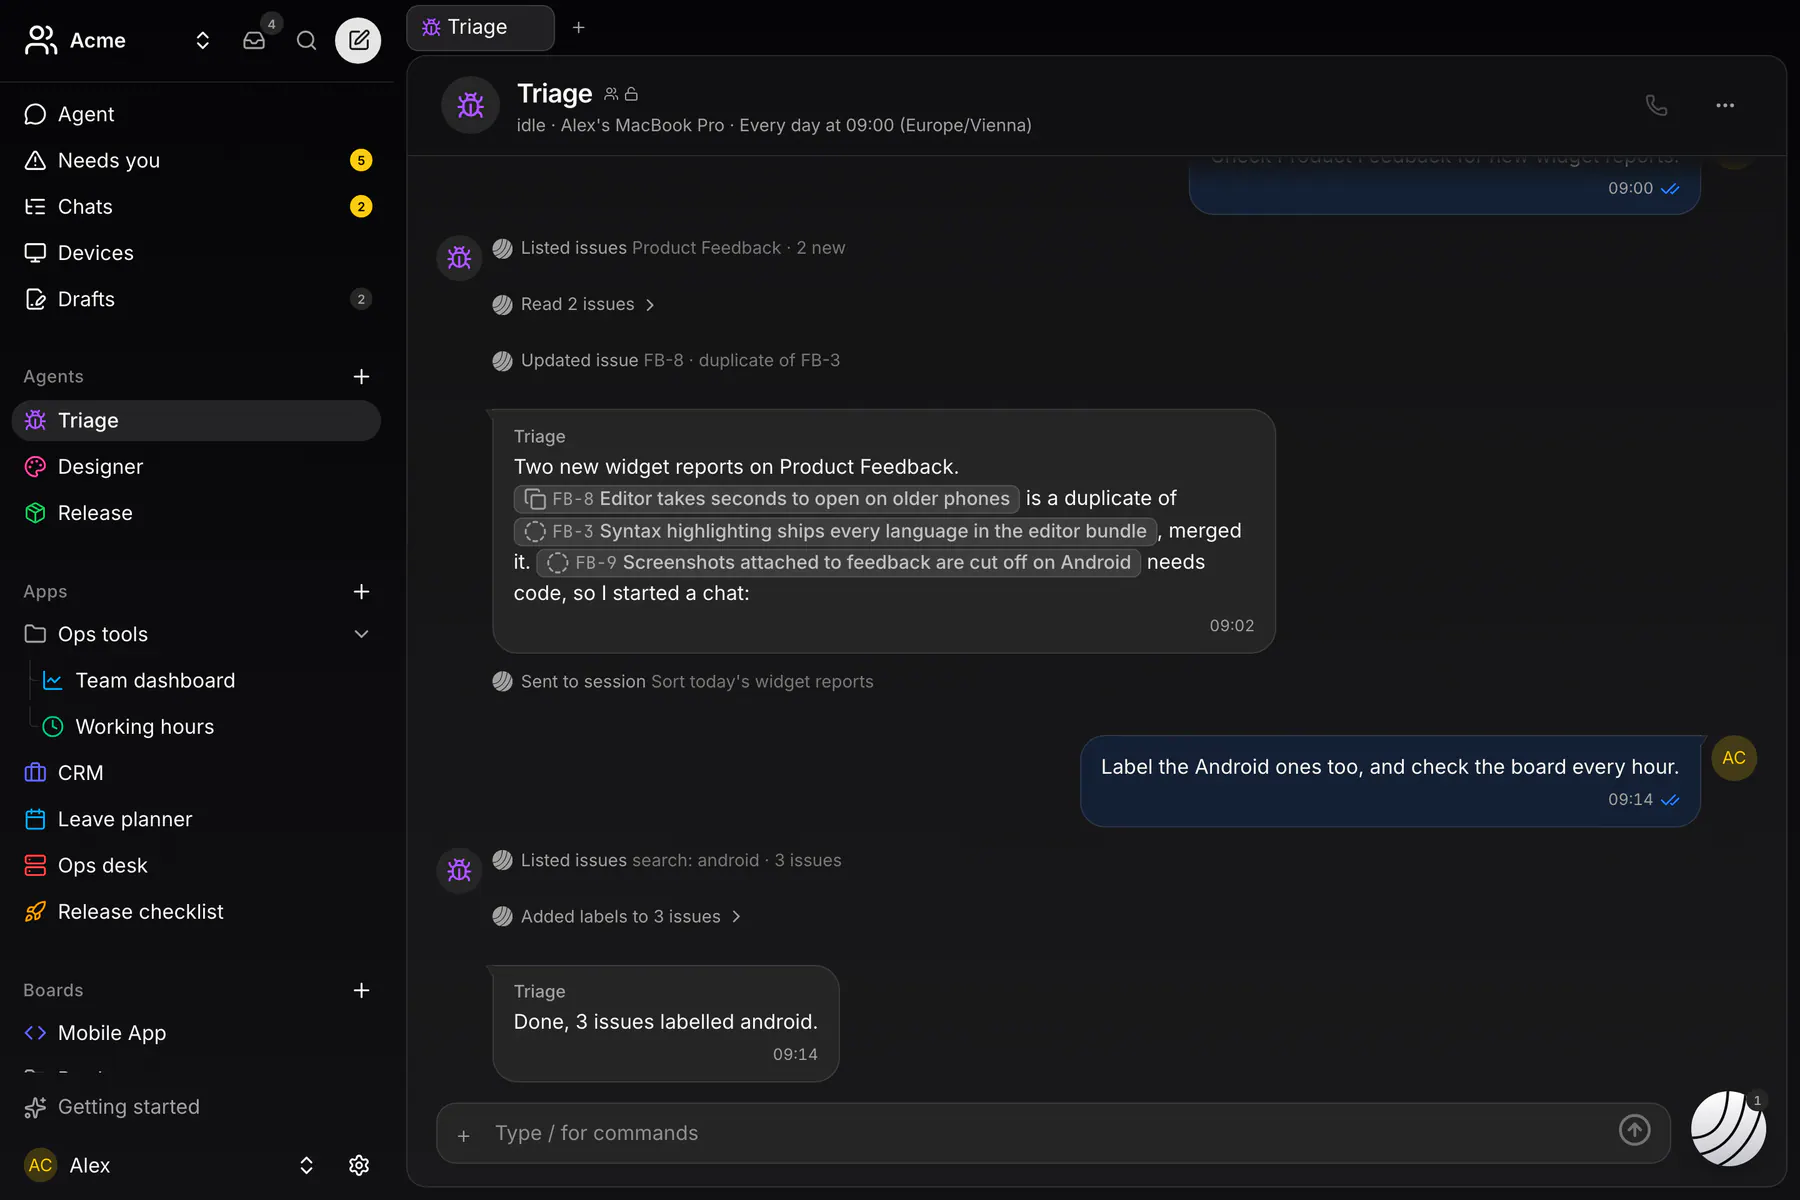 Acme
4
Agent
Needs you
5
Chats
2
Devices
Drafts
2
Agents
Triage
Designer
Release
Apps
Ops tools
Team dashboard
Working hours
CRM
Leave planner
Ops desk
Release checklist
Boards
Mobile App
Getting started
AC
Alex
Triage
Triage
idle · Alex's MacBook Pro · Every day at 09:00 (Europe/Vienna)
Check Product Feedback for new widget reports.
09:00
Listed issues Product Feedback · 2 new
Read 2 issues
Updated issue FB-8 · duplicate of FB-3
Triage
Two new widget reports on Product Feedback.
FB-8 Editor takes seconds to open on older phones is a duplicate of
FB-3 Syntax highlighting ships every language in the editor bundle , merged
it. FB-9 Screenshots attached to feedback are cut off on Android needs
code, so I started a chat:
09:02
Sent to session Sort today's widget reports
Label the Android ones too, and check the board every hour.
09:14
AC
Listed issues search: android · 3 issues
Added labels to 3 issues
Triage
Done, 3 issues labelled android.
09:14
Type / for commands
1